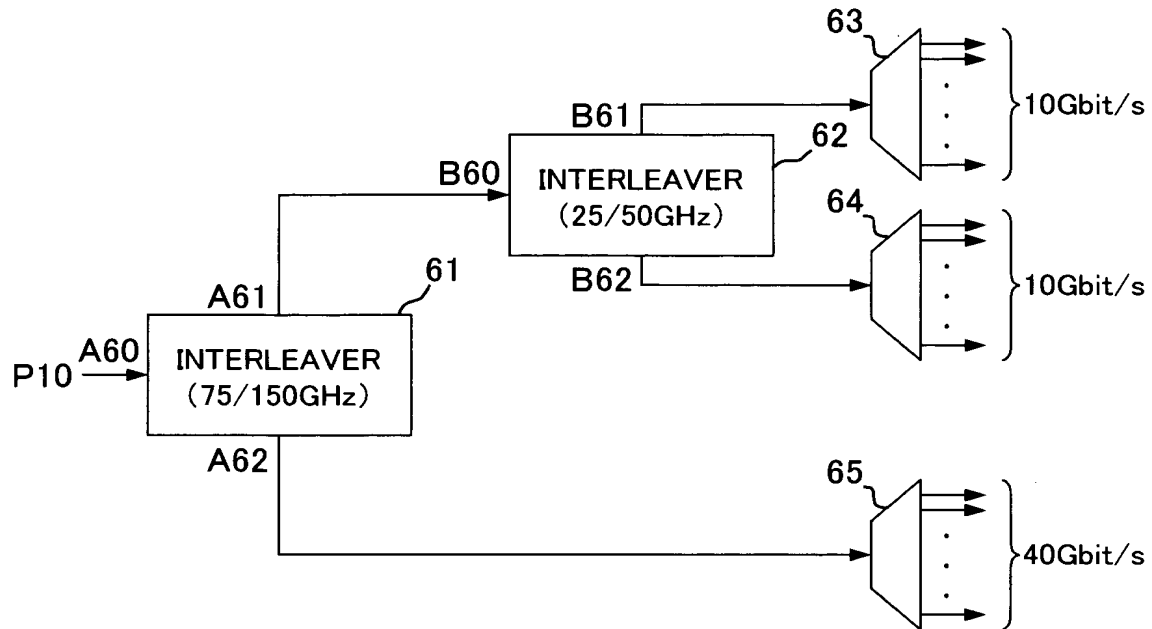 63
10Gbit/s
B61
62
B60
INTERLEAVER
(25/50GHz)
64
B62
10Gbit/s
A61
61
P10
A60
INTERLEAVER
(75/150GHz)
A62
65
40Gbit/s